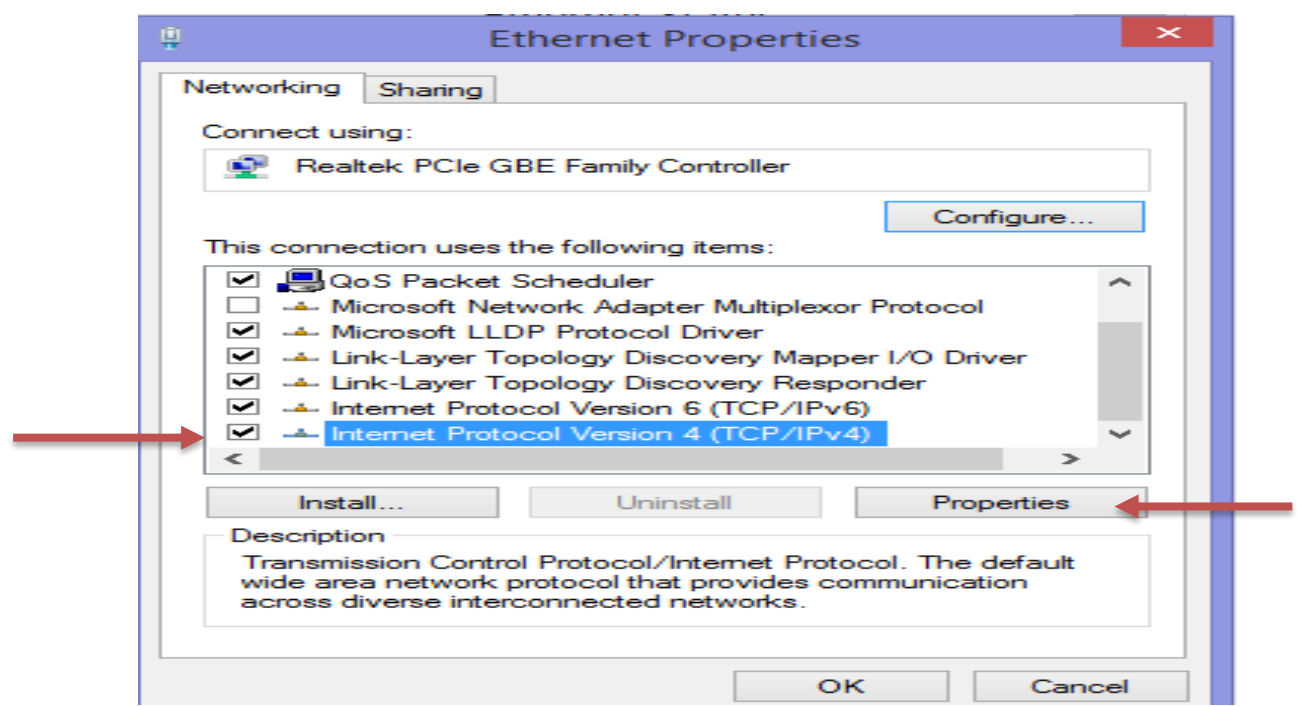 Ethernet Properties
Networking
Sharing
Connect using:
Realtek PCIe GBE Family Controller
Configure...
This connection uses the following items:
QoS Packet Scheduler
Microsoft Network Adapter Multiplexor Protocol
Microsoft LLDP Protocol Driver
Link-Layer Topology Discovery Mapper I/O Driver
Link-Layer Topology Discovery Responder
Internet Protocol Version 6 (TCP/IPv6)
Internet Protocol Version 4 (TCP/IPv4)
Install...
Uninstall
Properties
Description
Transmission Control Protocol/Internet Protocol. The default
wide area network protocol that provides communication
across diverse interconnected networks.
OK
Cancel